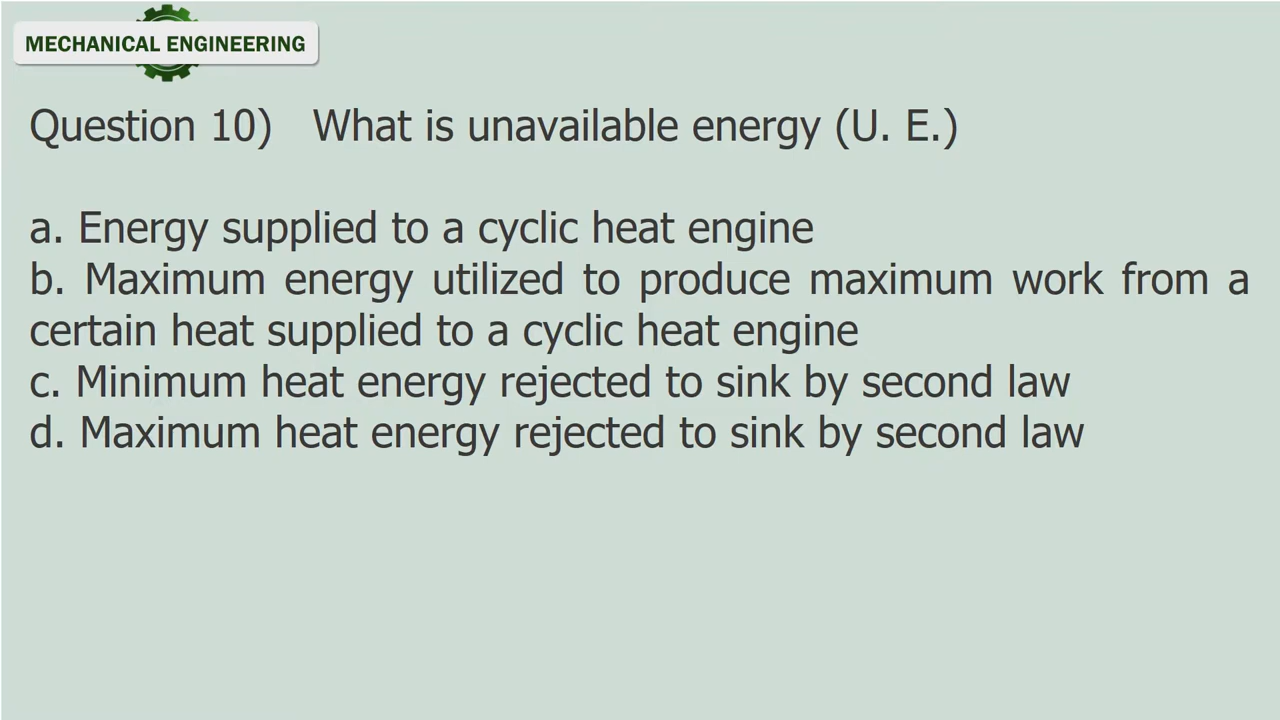 MECHANICAL ENGINEERING
Question 10) What is unavailable energy (U. E.)
a. Energy supplied to a cyclic heat engine
b. Maximum energy utilized to produce maximum work from a
certain heat supplied to a cyclic heat engine
c. Minimum heat energy rejected to sink by second law
d. Maximum heat energy rejected to sink by second law